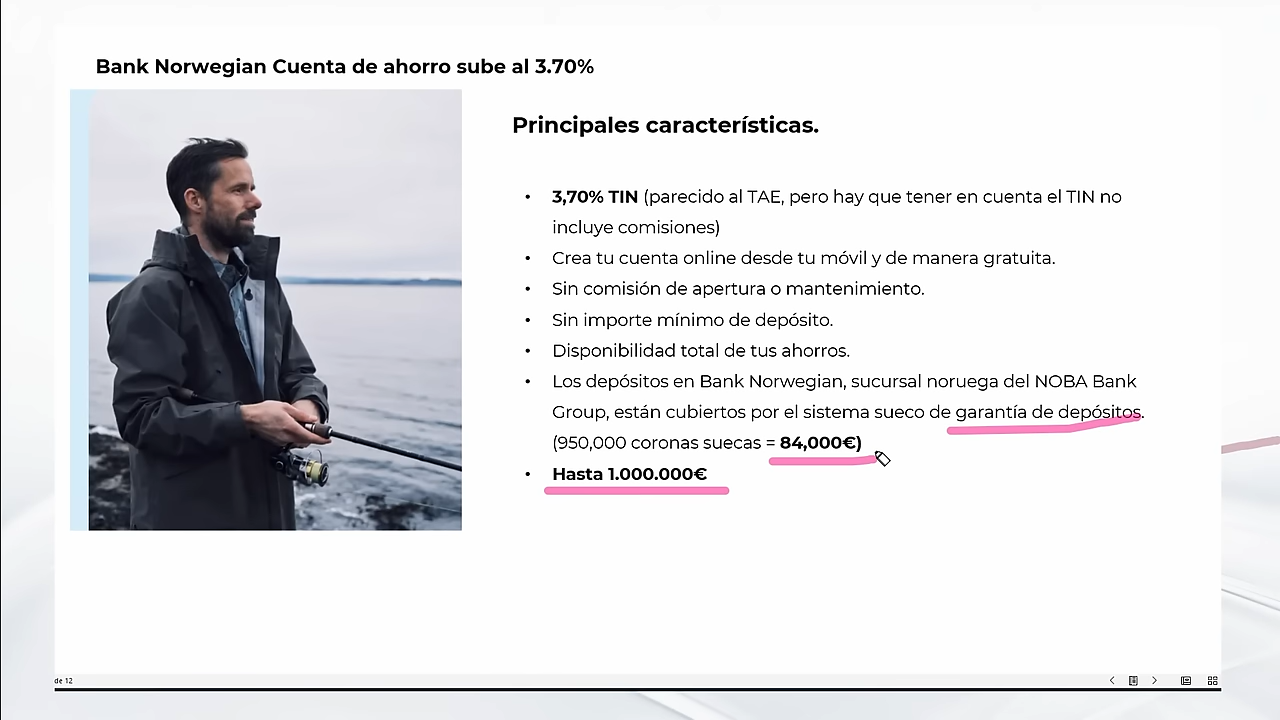 Bank Norwegian Cuenta de ahorro sube al 3.70%
Principales características.
• 3,70% TIN (parecido al TAE, pero hay que tener en cuenta el TIN no
incluye comisiones)
• Crea tu cuenta online desde tu móvil y de manera gratuita.
• Sin comisión de apertura o mantenimiento.
• Sin importe mínimo de depósito.
• Disponibilidad total de tus ahorros.
• Los depósitos en Bank Norwegian, sucursal noruega del NOBA Bank
Group, están cubiertos por el sistema sueco de garantía de depósitos.
(950,000 coronas suecas = 84,000€)
• Hasta 1.000.000€
de 12